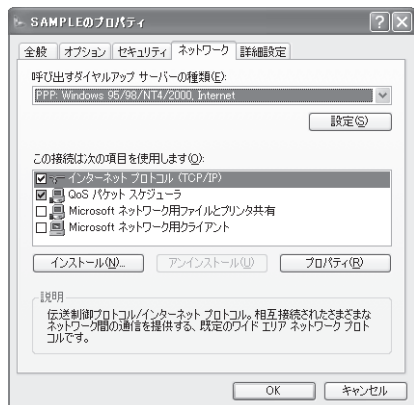 SAMPLEのプロパティ
全般 オプション セキュリティ ネットワーク 詳細設定
呼び出すダイヤルアップ サーバーの種類(E):
PPP: Windows 95/98/NT4/2000, Internet
設定(S)
この接続は次の項目を使用します(O):
インターネット プロトコル (TCP/IP)
QoS パケット スケジューラ
Microsoft ネットワーク用ファイルとプリンタ共有
Microsoft ネットワーク用クライアント
インストール(N)... アンインストール(U) プロパティ(R)
説明
伝送制御プロトコル/インターネット プロトコル。相互接続されたさまざまな
ネットワーク間の通信を提供する、既定のワイド エリア ネットワーク プロト
コルです。
OK キャンセル